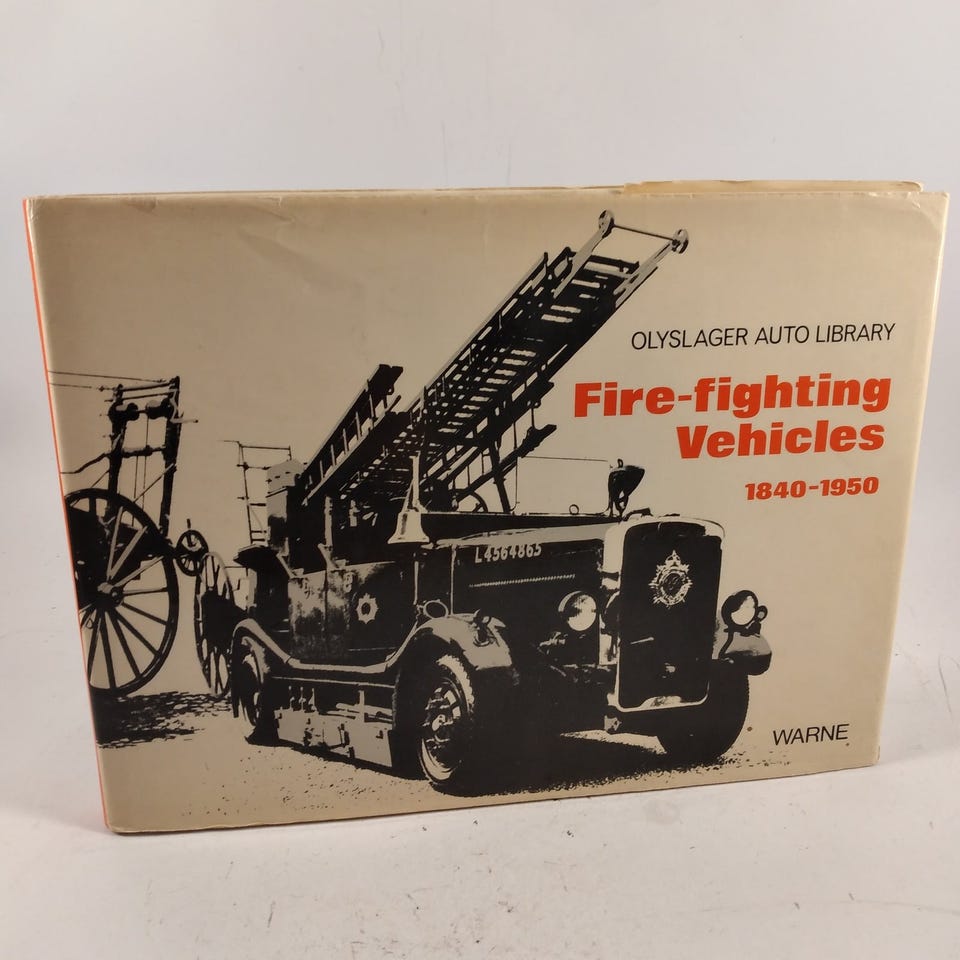 OLYSLAGER AUTO LIBRARY
Fire-fighting
Vehicles
1840-1950
L4564865
WARNE